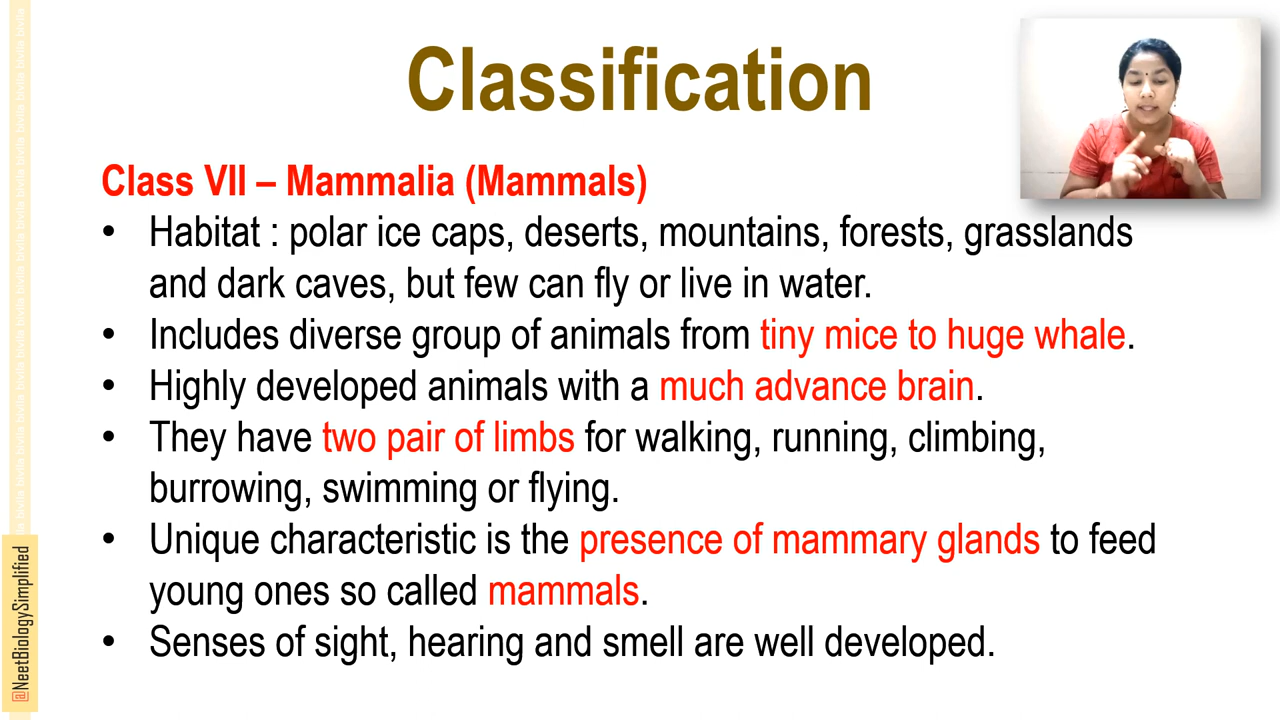 Classification
Class VII – Mammalia (Mammals)
• Habitat : polar ice caps, deserts, mountains, forests, grasslands
and dark caves, but few can fly or live in water.
• Includes diverse group of animals from tiny mice to huge whale.
• Highly developed animals with a much advance brain.
• They have two pair of limbs for walking, running, climbing,
burrowing, swimming or flying.
• Unique characteristic is the presence of mammary glands to feed
young ones so called mammals.
• Senses of sight, hearing and smell are well developed.
@NeetBiologySimplified